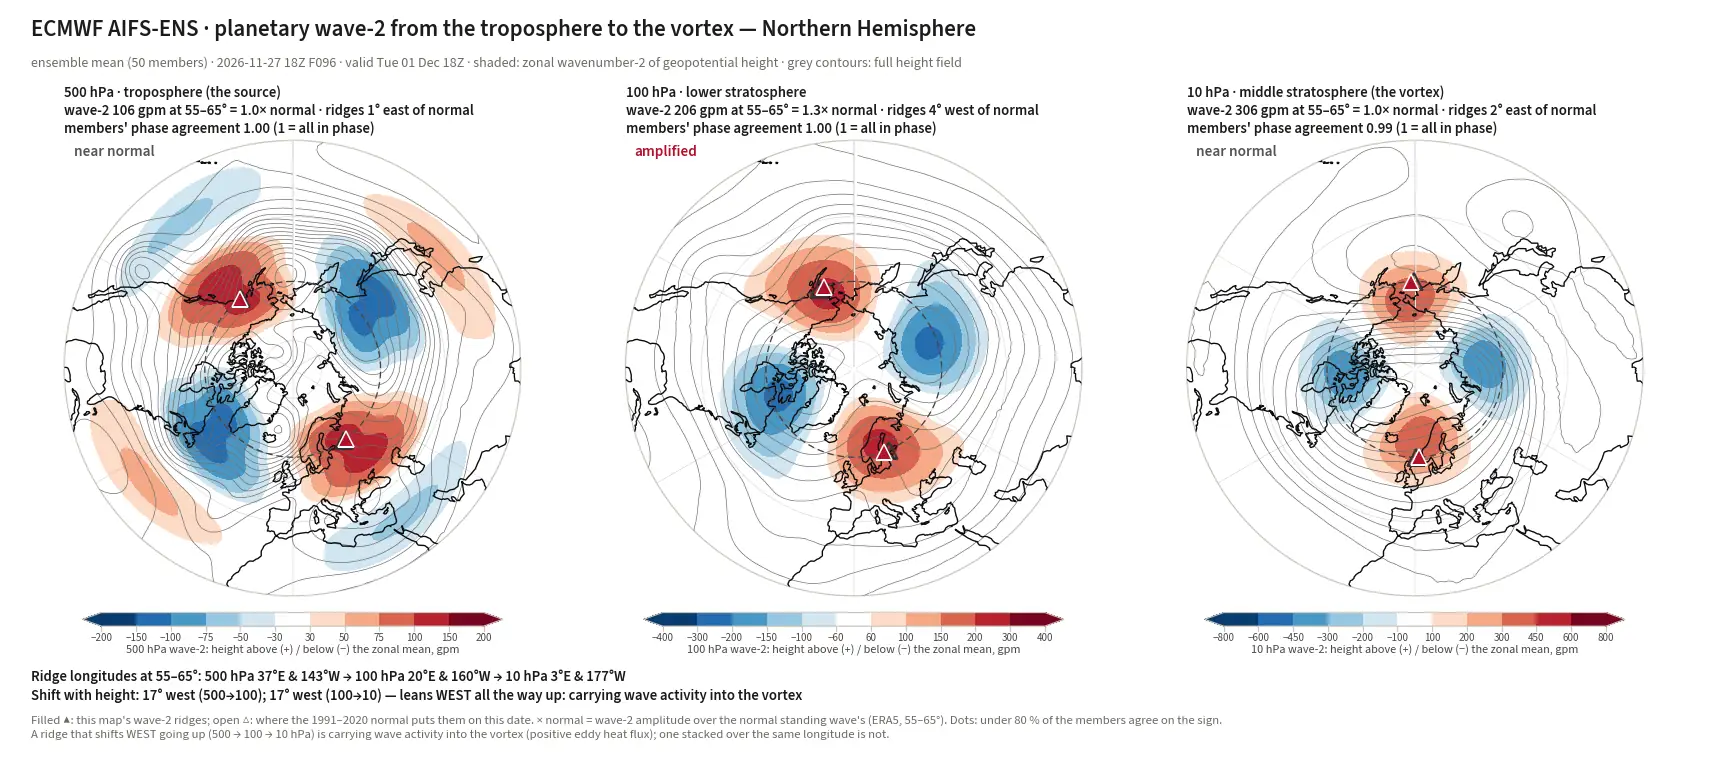 ECMWF AIFS-ENS · planetary wave-2 from the troposphere to the vortex — Northern Hemisphere
ensemble mean (50 members) · 2026-11-27 18Z F096 · valid Tue 01 Dec 18Z · shaded: zonal wavenumber-2 of geopotential height · grey contours: full height field
500 hPa · troposphere (the source)
wave-2 106 gpm at 55–65° = 1.0× normal · ridges 1° east of normal
members' phase agreement 1.00 (1 = all in phase)
near normal
100 hPa · lower stratosphere
wave-2 206 gpm at 55–65° = 1.3× normal · ridges 4° west of normal
members' phase agreement 1.00 (1 = all in phase)
amplified
10 hPa · middle stratosphere (the vortex)
wave-2 306 gpm at 55–65° = 1.0× normal · ridges 2° east of normal
members' phase agreement 0.99 (1 = all in phase)
near normal
−200 −150 −100 −75 −50 −30 30 50 75 100 150 200
500 hPa wave-2: height above (+) / below (−) the zonal mean, gpm
−400 −300 −200 −150 −100 −60 60 100 150 200 300 400
100 hPa wave-2: height above (+) / below (−) the zonal mean, gpm
−800 −600 −450 −300 −200 −100 100 200 300 450 600 800
10 hPa wave-2: height above (+) / below (−) the zonal mean, gpm
Ridge longitudes at 55–65°: 500 hPa 37°E & 143°W → 100 hPa 20°E & 160°W → 10 hPa 3°E & 177°W
Shift with height: 17° west (500→100); 17° west (100→10) — leans WEST all the way up: carrying wave activity into the vortex
Filled ▲: this map's wave-2 ridges; open △: where the 1991–2020 normal puts them on this date. × normal = wave-2 amplitude over the normal standing wave's (ERA5, 55–65°). Dots: under 80 % of the members agree on the sign.
A ridge that shifts WEST going up (500 → 100 → 10 hPa) is carrying wave activity into the vortex (positive eddy heat flux); one stacked over the same longitude is not.